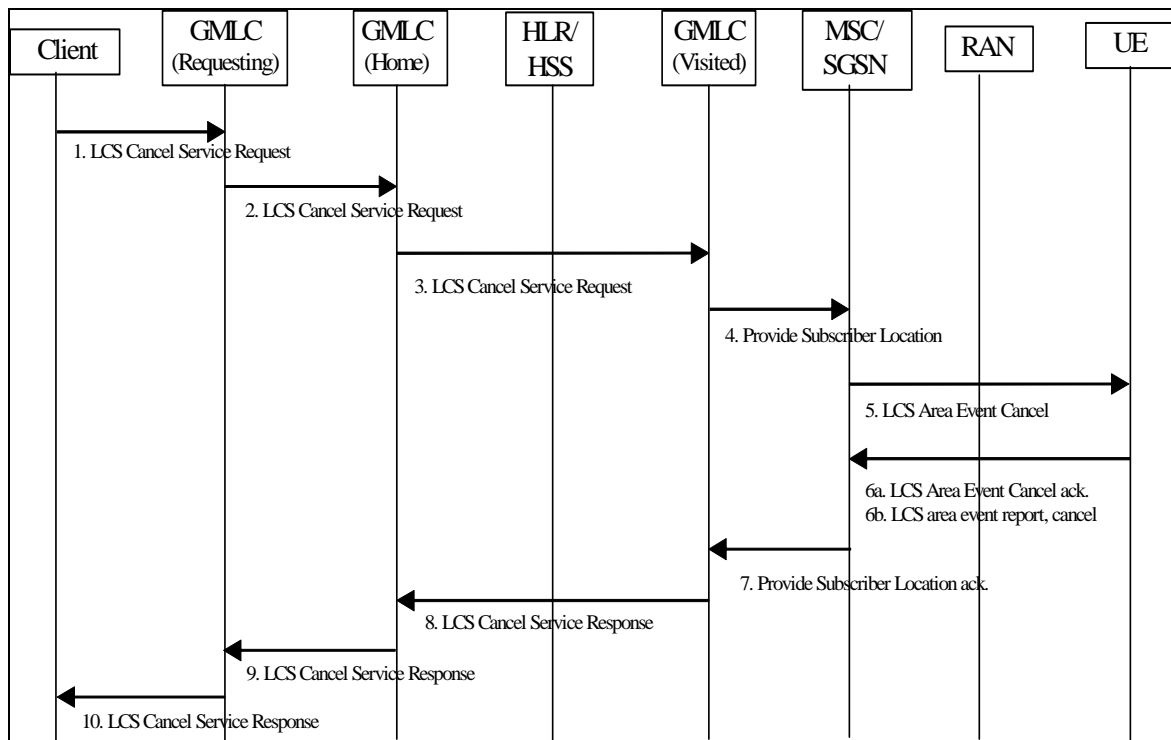 Client
GMLC
(Requesting)
GMLC
(Home)
HLR/
HSS
GMLC
(Visited)
MSC/
SGSN
RAN
UE
1. LCS Cancel Service Request
2. LCS Cancel Service Request
3. LCS Cancel Service Request
4. Provide Subscriber Location
5. LCS Area Event Cancel
6a. LCS Area Event Cancel ack.
6b. LCS area event report, cancel
7. Provide Subscriber Location ack.
8. LCS Cancel Service Response
9. LCS Cancel Service Response
10. LCS Cancel Service Response